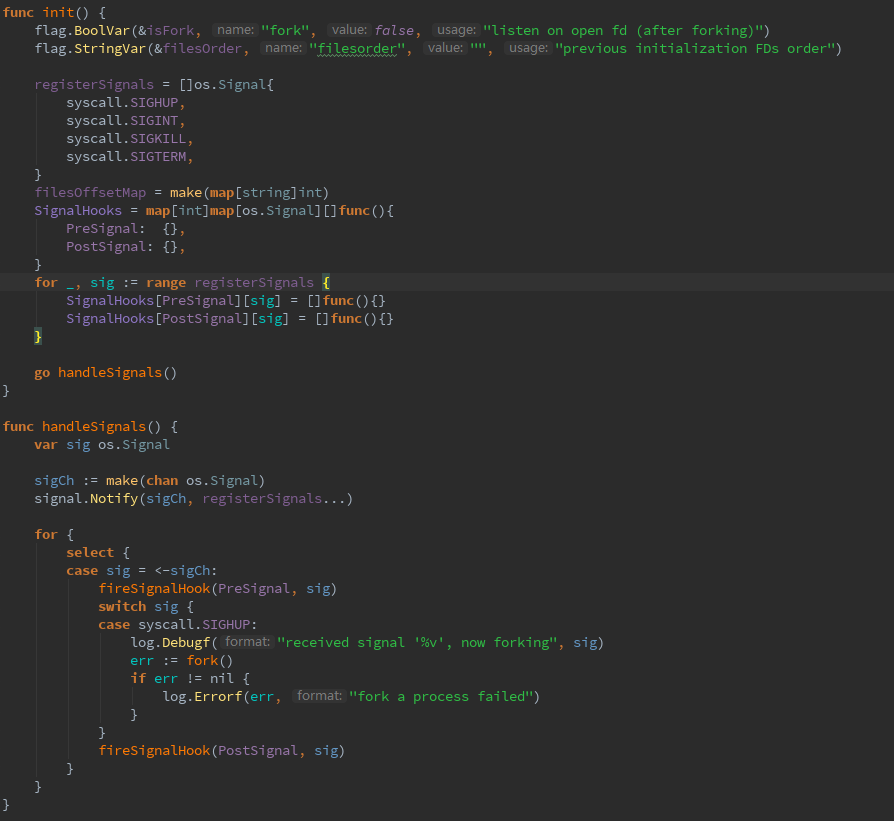 func init() {
    flag.BoolVar(&isFork, name: "fork", value: false, usage: "listen on open fd (after forking)")
    flag.StringVar(&filesOrder, name: "filesorder", value: "", usage: "previous initialization FDs order")

    registerSignals = []os.Signal{
        syscall.SIGHUP,
        syscall.SIGINT,
        syscall.SIGKILL,
        syscall.SIGTERM,
    }
    filesOffsetMap = make(map[string]int)
    SignalHooks = map[int]map[os.Signal][]func(){
        PreSignal:  {},
        PostSignal: {},
    }
    for _, sig := range registerSignals {
        SignalHooks[PreSignal][sig] = []func(){}
        SignalHooks[PostSignal][sig] = []func(){}
    }

    go handleSignals()
}

func handleSignals() {
    var sig os.Signal

    sigCh := make(chan os.Signal)
    signal.Notify(sigCh, registerSignals...)

    for {
        select {
        case sig = <-sigCh:
            fireSignalHook(PreSignal, sig)
            switch sig {
            case syscall.SIGHUP:
                log.Debugf( format: "received signal '%v', now forking", sig)
                err := fork()
                if err != nil {
                    log.Errorf(err, format: "fork a process failed")
                }
            }
            fireSignalHook(PostSignal, sig)
        }
    }
}